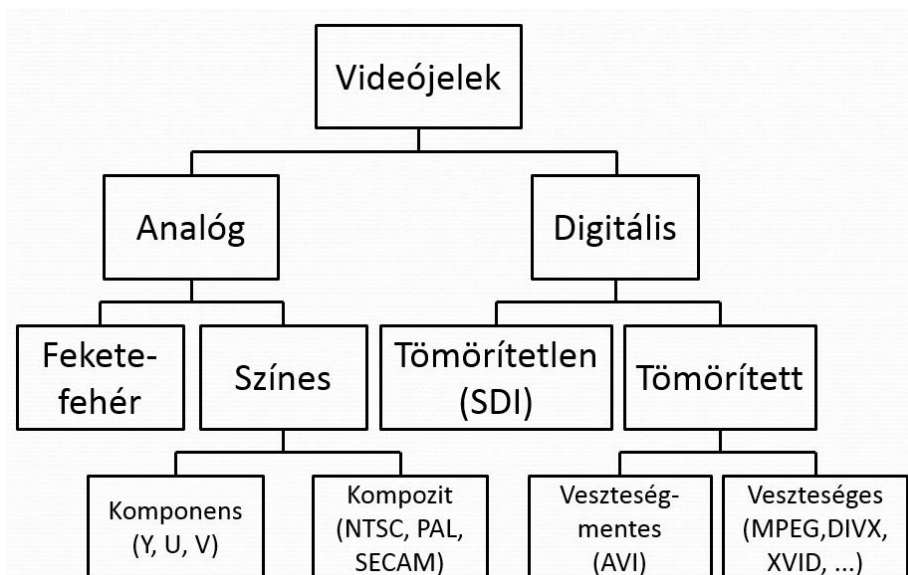 Videójelek
Analóg
Digitális
Fekete-
fehér
Színes
Tömörítetlen
(SDI)
Tömörített
Komponens
(Y, U, V)
Kompozit
(NTSC, PAL,
SECAM)
Veszteség-
mentes
(AVI)
Veszteséges
(MPEG,DIVX,
XVID, ...)